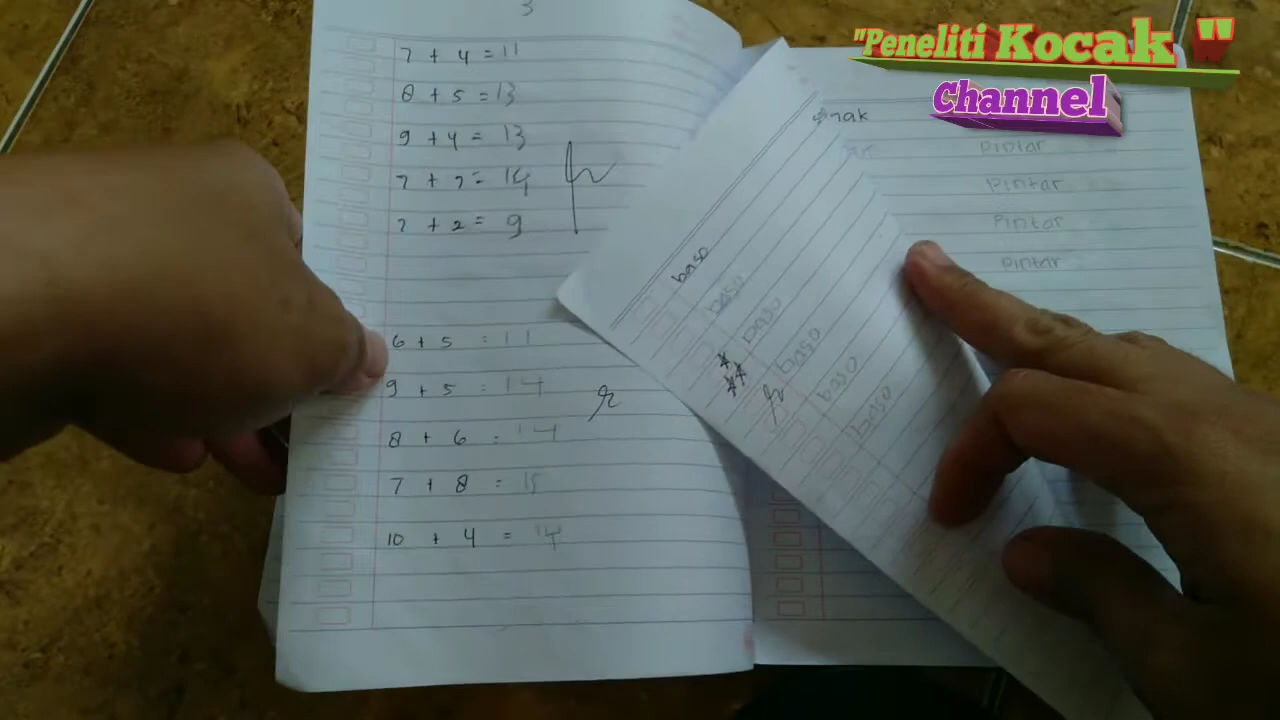 "Peneliti Kocak "
Channel
3
7 + 4 = 11
8 + 5 = 13
9 + 4 = 13
7 + 7 = 14
7 + 2 = 9
6 + 5 = 11
9 + 5 = 14
8 + 6 = 14
7 + 8 = 15
10 + 4 = 14
baso
baso
baso
baso
baso
baso
nak
Pintar
Pintar
Pintar
Pintar